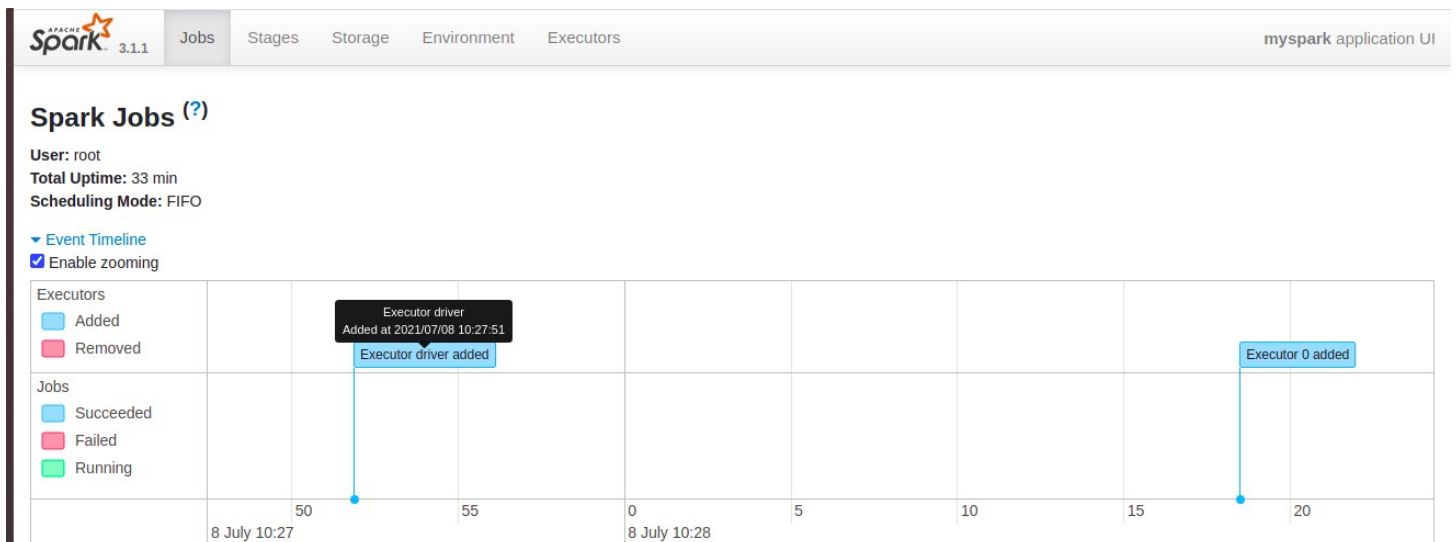 APACHE
Spark 3.1.1 Jobs Stages Storage Environment Executors myspark application UI
Spark Jobs (?)
User: root
Total Uptime: 33 min
Scheduling Mode: FIFO
Event Timeline
Enable zooming
Executors
Added
Removed
Executor driver
Added at 2021/07/08 10:27:51
Executor driver added
Executor 0 added
Jobs
Succeeded
Failed
Running
50 55 0 5 10 15 20
8 July 10:27 8 July 10:28